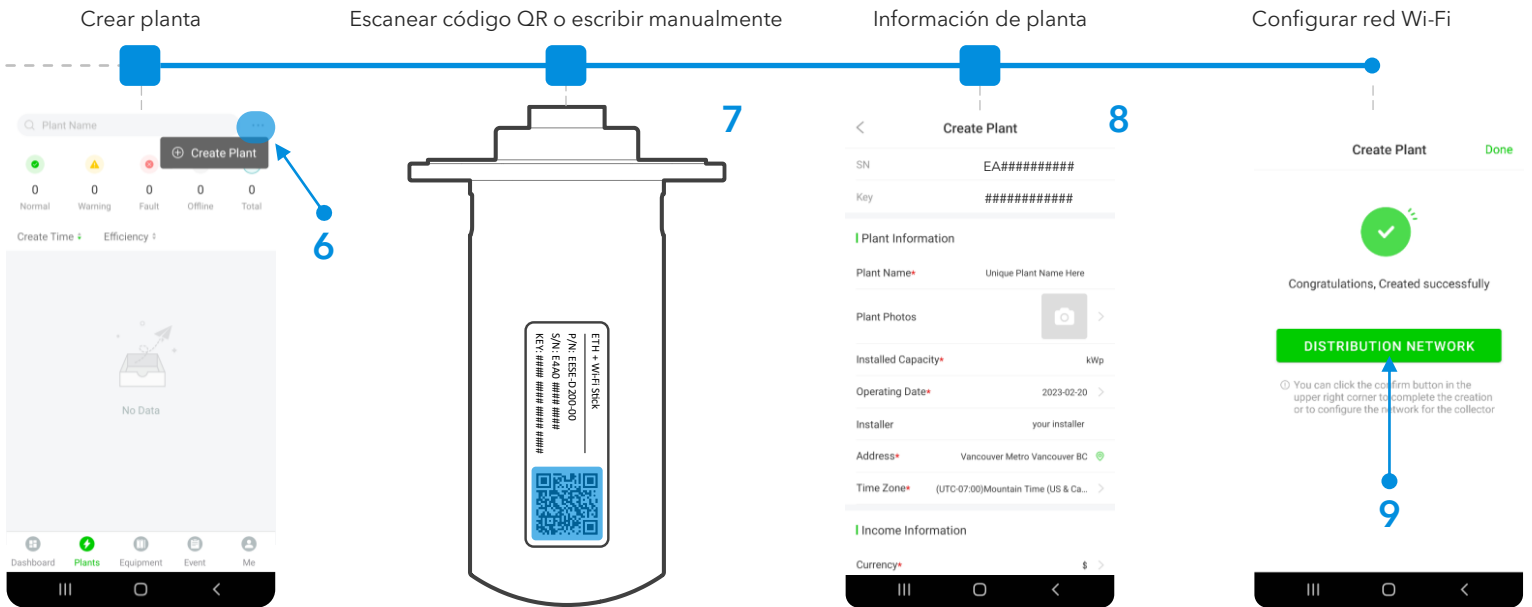 Crear planta
Escanear código QR o escribir manualmente
Información de planta
Configurar red Wi-Fi
Plant Name
Create Plant
0 0 0 0 0
Normal Warning Fault Offline Total
Create Time Efficiency
No Data
Dashboard Plants Equipment Event Me
6
7
ETH + Wi-Fi Stick
P/N: EESE-D200-00
S/N: E4A0 #### ####
KEY: #### #### #### ####
8
Create Plant
SN EA##########
Key ############
Plant Information
Plant Name* Unique Plant Name Here
Plant Photos
Installed Capacity* kWp
Operating Date* 2023-02-20
Installer your installer
Address* Vancouver Metro Vancouver BC
Time Zone* (UTC-07:00)Mountain Time (US & Ca...
Income Information
Currency* $
Create Plant Done
Congratulations, Created successfully
DISTRIBUTION NETWORK
You can click the confirm button in the
upper right corner to complete the creation
or to configure the network for the collector
9